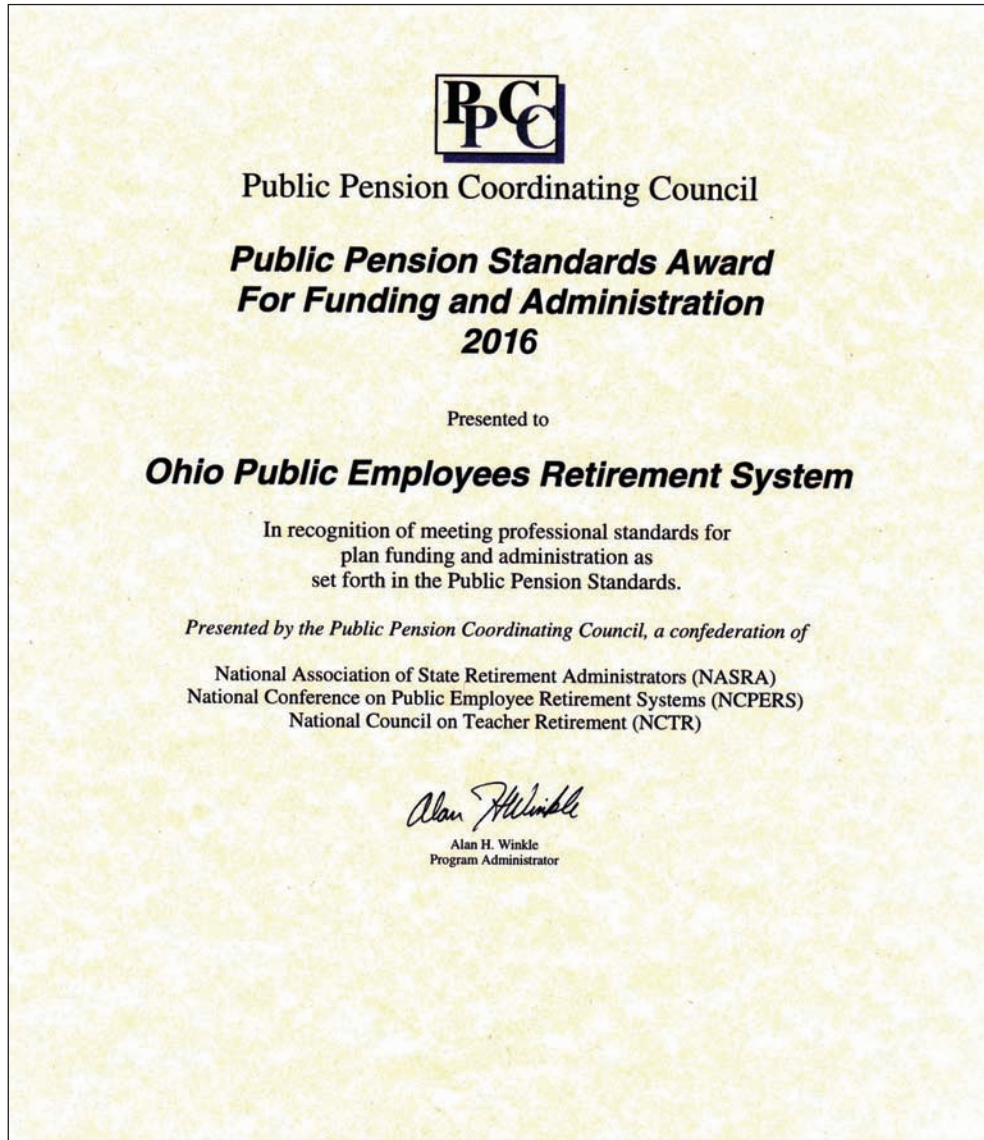 PPCC
Public Pension Coordinating Council
Public Pension Standards Award
For Funding and Administration
2016
Presented to
Ohio Public Employees Retirement System
In recognition of meeting professional standards for
plan funding and administration as
set forth in the Public Pension Standards.
Presented by the Public Pension Coordinating Council, a confederation of
National Association of State Retirement Administrators (NASRA)
National Conference on Public Employee Retirement Systems (NCPERS)
National Council on Teacher Retirement (NCTR)
Alan H Winkle
Alan H. Winkle
Program Administrator